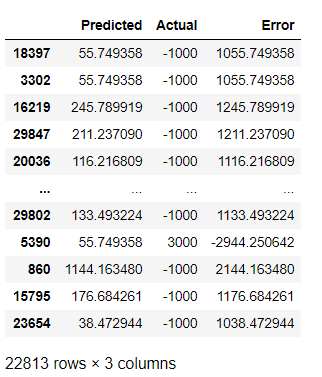 Predicted Actual Error
18397 55.749358 -1000 1055.749358
3302 55.749358 -1000 1055.749358
16219 245.789919 -1000 1245.789919
29847 211.237090 -1000 1211.237090
20036 116.216809 -1000 1116.216809
... ... ... ...
29802 133.493224 -1000 1133.493224
5390 55.749358 3000 -2944.250642
860 1144.163480 -1000 2144.163480
15795 176.684261 -1000 1176.684261
23654 38.472944 -1000 1038.472944
22813 rows × 3 columns